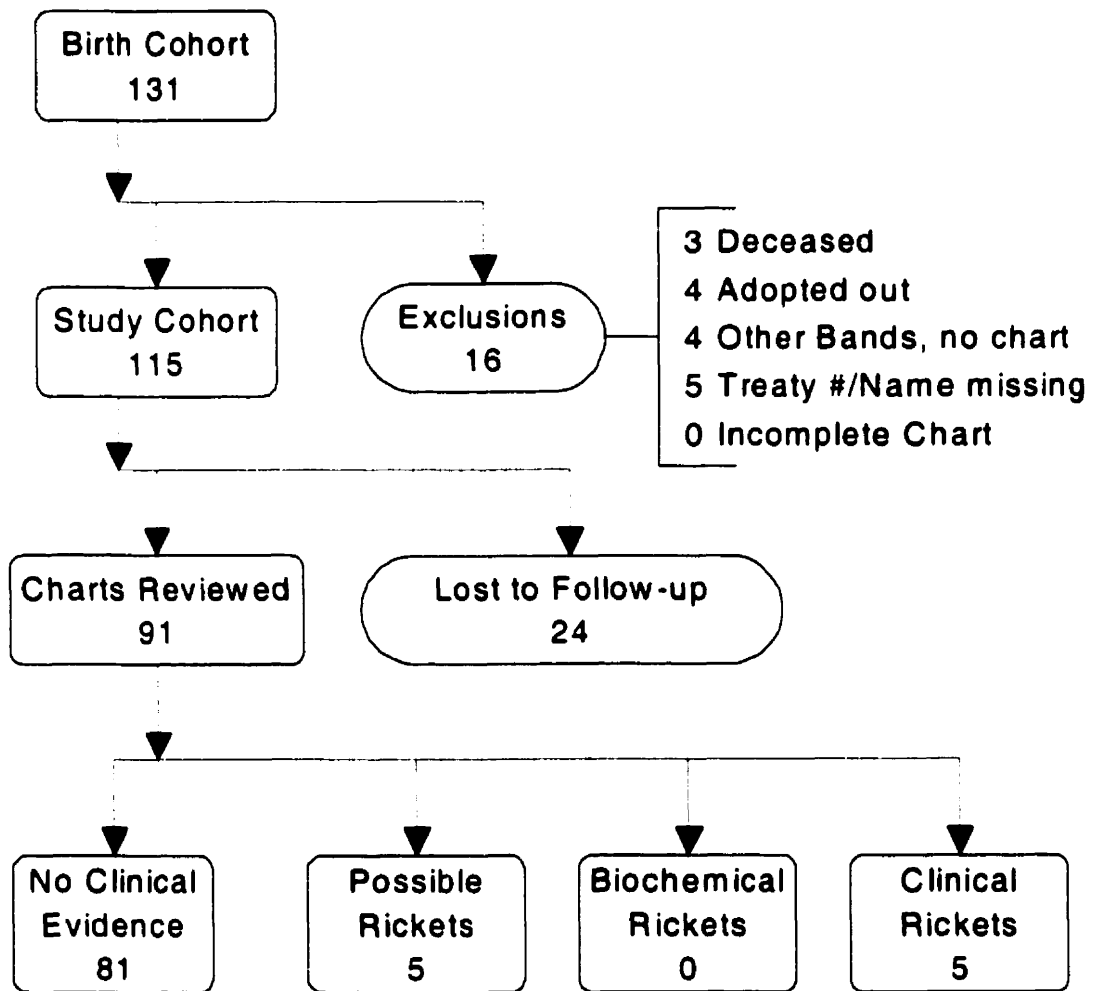 Birth Cohort
131
Study Cohort
115
Exclusions
16
3 Deceased
4 Adopted out
4 Other Bands, no chart
5 Treaty #/Name missing
0 Incomplete Chart
Charts Reviewed
91
Lost to Follow-up
24
No Clinical
Evidence
81
Possible
Rickets
5
Biochemical
Rickets
0
Clinical
Rickets
5